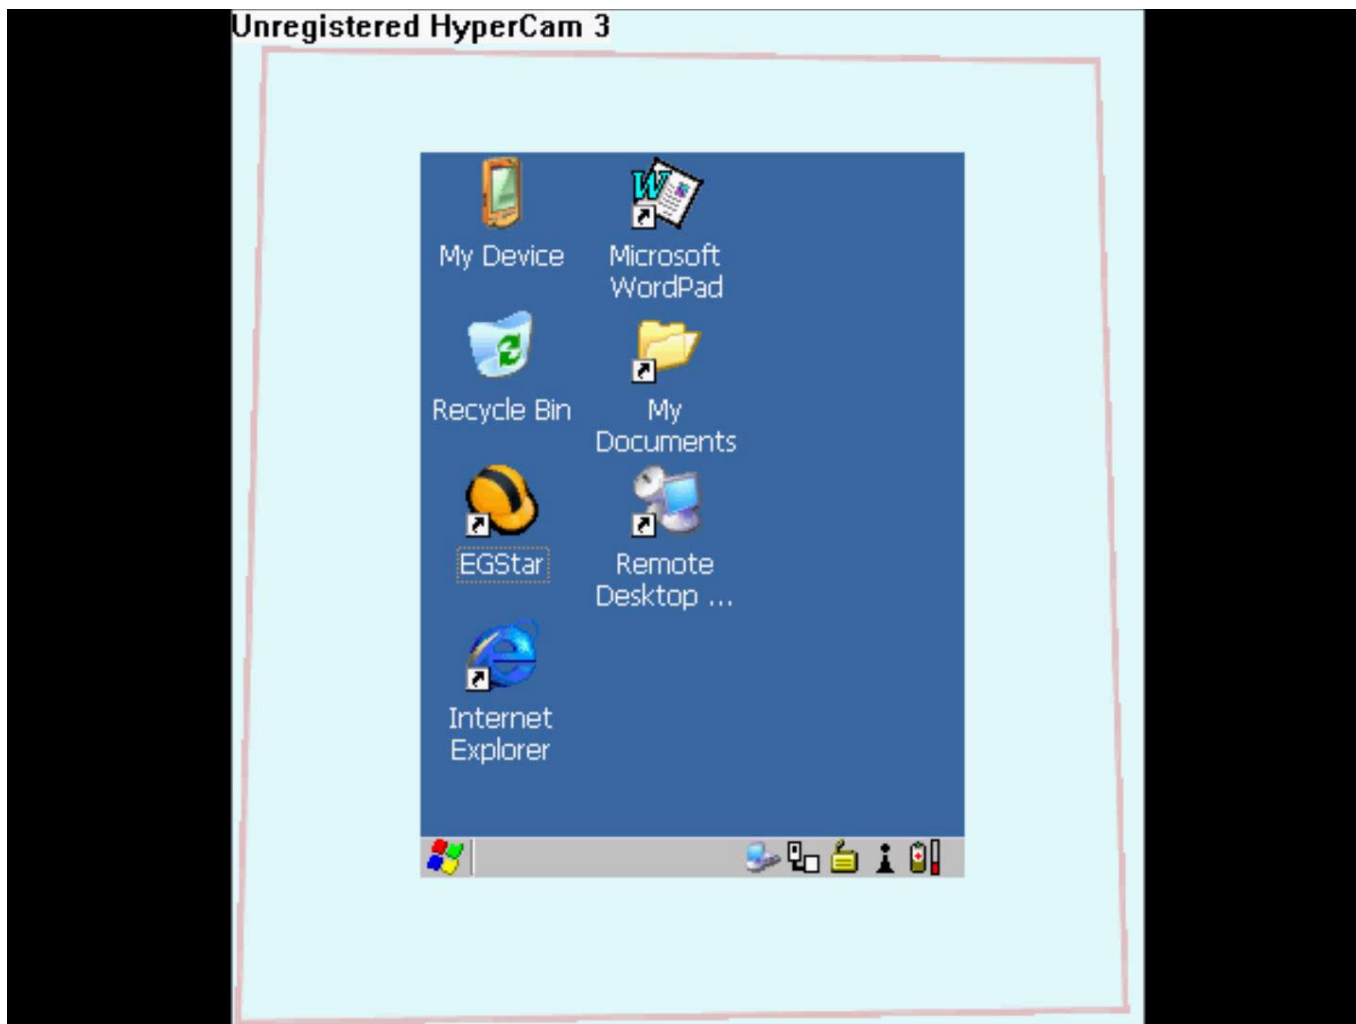 Unregistered HyperCam 3
My Device
Microsoft
WordPad
Recycle Bin
My
Documents
EGStar
Remote
Desktop ...
Internet
Explorer